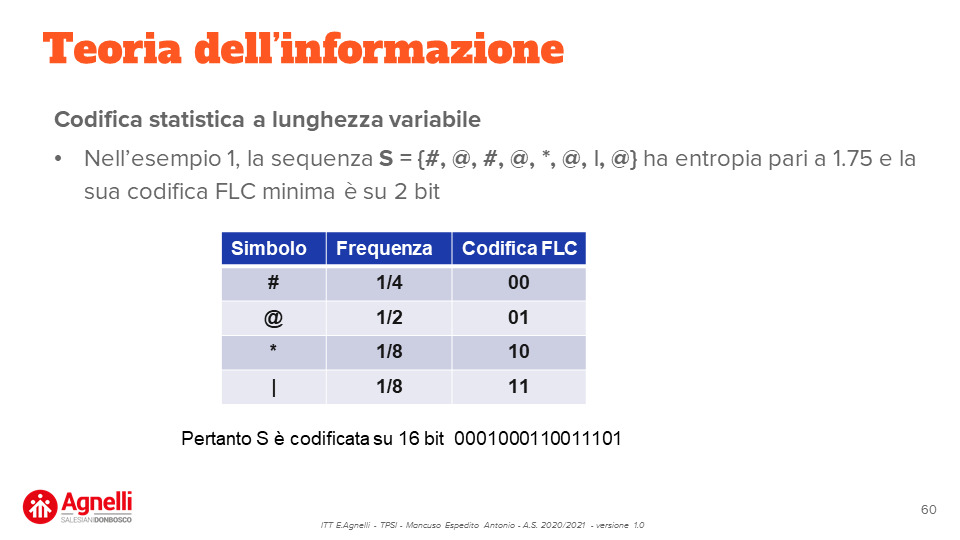 Teoria dell'informazione
Codifica statistica a lunghezza variabile
• Nell'esempio 1, la sequenza S = {#, @, #, @, *, @, |, @} ha entropia pari a 1.75 e la
sua codifica FLC minima è su 2 bit
Simbolo Frequenza Codifica FLC
# 1/4 00
@ 1/2 01
* 1/8 10
| 1/8 11
Pertanto S è codificata su 16 bit 0001000110011101
Agnelli
SALESIANI DONBOSCO
ITT E.Agnelli - TPSI - Mancuso Espedito Antonio - A.S. 2020/2021 - versione 1.0
60